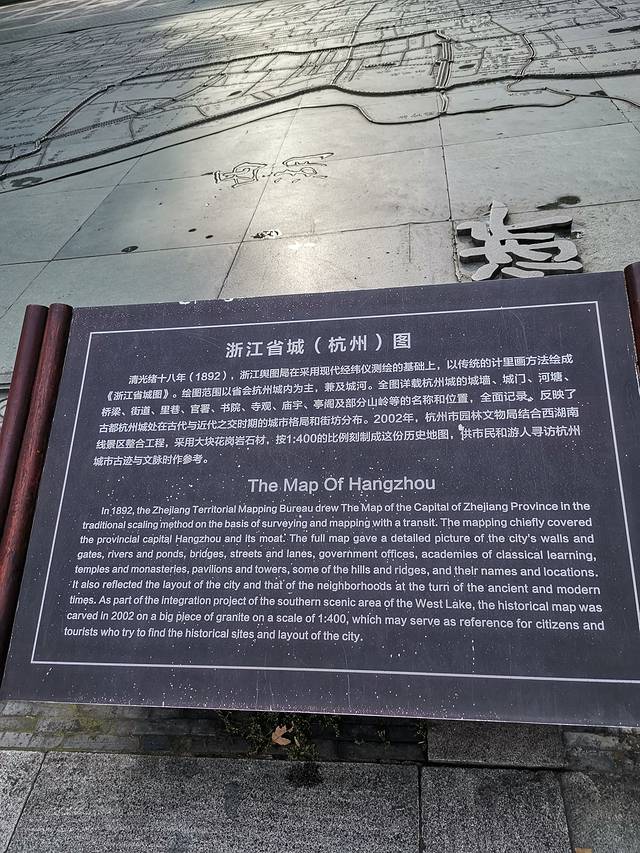 浙江省城（杭州）图
清光绪十八年（1892），浙江舆图局在采用现代经纬仪测绘的基础上，以传统的计里画方法绘成
《浙江省城图》。绘图范围以省会杭州城内为主，兼及城河。全图详载杭州城的城墙、城门、河塘、
桥梁、街道、里巷、官署、书院、寺观、庙宇、亭阁及部分山岭等的名称和位置，全面记录、反映了
古都杭州城处在古代与近代之交时期的城市格局和街坊分布。2002年，杭州市园林文物局结合西湖南
线景区整合工程，采用大块花岗岩石材，按1:400的比例刻制成这份历史地图，供市民和游人寻访杭州
城市古迹与文脉时作参考。
The Map Of Hangzhou
In 1892, the Zhejiang Territorial Mapping Bureau drew The Map of the Capital of Zhejiang Province in the
traditional scaling method on the basis of surveying and mapping with a transit. The mapping chiefly covered
the provincial capital Hangzhou and its moat. The full map gave a detailed picture of the city's walls and
gates, rivers and ponds, bridges, streets and lanes, government offices, academies of classical learning,
temples and monasteries, pavilions and towers, some of the hills and ridges, and their names and locations.
It also reflected the layout of the city and that of the neighborhoods at the turn of the ancient and modern
times. As part of the integration project of the southern scenic area of the West Lake, the historical map was
carved in 2002 on a big piece of granite on a scale of 1:400, which may serve as reference for citizens and
tourists who try to find the historical sites and layout of the city.